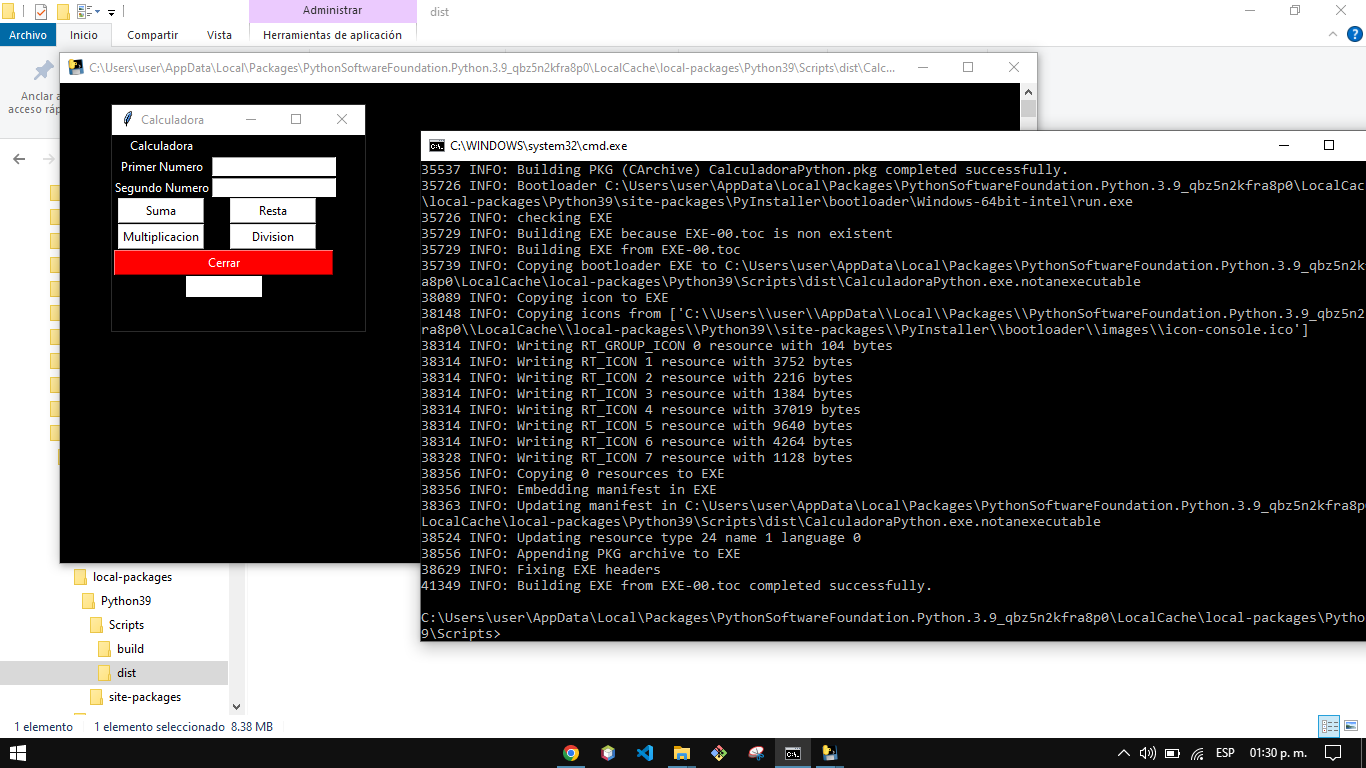 Administrar
dist
Archivo
Inicio
Compartir
Vista
Herramientas de aplicación
Anclar a
acceso ráp
C:\Users\user\AppData\Local\Packages\PythonSoftwareFoundation.Python.3.9_qbz5n2kfra8p0\LocalCache\local-packages\Python39\Scripts\dist\Calc...
Calculadora
Calculadora
Primer Numero
Segundo Numero
Suma
Resta
Multiplicacion
Division
Cerrar
C:\WINDOWS\system32\cmd.exe
35537 INFO: Building PKG (CArchive) CalculadoraPython.pkg completed successfully.
35726 INFO: Bootloader C:\Users\user\AppData\Local\Packages\PythonSoftwareFoundation.Python.3.9_qbz5n2kfra8p0\LocalCac
\local-packages\Python39\site-packages\PyInstaller\bootloader\Windows-64bit-intel\run.exe
35726 INFO: checking EXE
35729 INFO: Building EXE because EXE-00.toc is non existent
35729 INFO: Building EXE from EXE-00.toc
35739 INFO: Copying bootloader EXE to C:\Users\user\AppData\Local\Packages\PythonSoftwareFoundation.Python.3.9_qbz5n2k
a8p0\LocalCache\local-packages\Python39\Scripts\dist\CalculadoraPython.exe.notanexecutable
38089 INFO: Copying icon to EXE
38148 INFO: Copying icons from ['C:\\Users\\user\\AppData\\Local\\Packages\\PythonSoftwareFoundation.Python.3.9_qbz5n2
ra8p0\\LocalCache\\local-packages\\Python39\\site-packages\\PyInstaller\\bootloader\\images\\icon-console.ico']
38314 INFO: Writing RT_GROUP_ICON 0 resource with 104 bytes
38314 INFO: Writing RT_ICON 1 resource with 3752 bytes
38314 INFO: Writing RT_ICON 2 resource with 2216 bytes
38314 INFO: Writing RT_ICON 3 resource with 1384 bytes
38314 INFO: Writing RT_ICON 4 resource with 37019 bytes
38314 INFO: Writing RT_ICON 5 resource with 9640 bytes
38314 INFO: Writing RT_ICON 6 resource with 4264 bytes
38328 INFO: Writing RT_ICON 7 resource with 1128 bytes
38356 INFO: Copying 0 resources to EXE
38356 INFO: Embedding manifest in EXE
38363 INFO: Updating manifest in C:\Users\user\AppData\Local\Packages\PythonSoftwareFoundation.Python.3.9_qbz5n2kfra8p
LocalCache\local-packages\Python39\Scripts\dist\CalculadoraPython.exe.notanexecutable
38524 INFO: Updating resource type 24 name 1 language 0
38556 INFO: Appending PKG archive to EXE
38629 INFO: Fixing EXE headers
41349 INFO: Building EXE from EXE-00.toc completed successfully.
C:\Users\user\AppData\Local\Packages\PythonSoftwareFoundation.Python.3.9_qbz5n2kfra8p0\LocalCache\local-packages\Pytho
9\Scripts>
local-packages
Python39
Scripts
build
dist
site-packages
1 elemento
1 elemento seleccionado 8.38 MB
ESP
01:30 p. m.